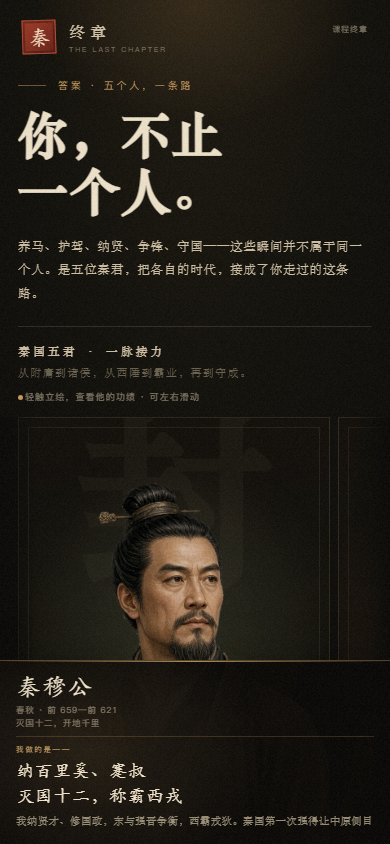 秦
终章
THE LAST CHAPTER
课程终章
答案 · 五个人，一条路
你，不止
一个人。
养马、护驾、纳贤、争锋、守国——这些瞬间并不属于同一
个人。是五位秦君，把各自的时代，接成了你走过的这条
路。
秦国五君 · 一脉接力
从附庸到诸侯，从西陲到霸业，再到守成。
轻触立绘，查看他的功绩 · 可左右滑动
封
秦穆公
春秋 · 前 659—前 621
灭国十二，开地千里
我做的是——
纳百里奚、蹇叔
灭国十二，称霸西戎
我纳贤才、修国政，东与强晋争衡，西霸戎狄。秦国第一次强得让中原侧目